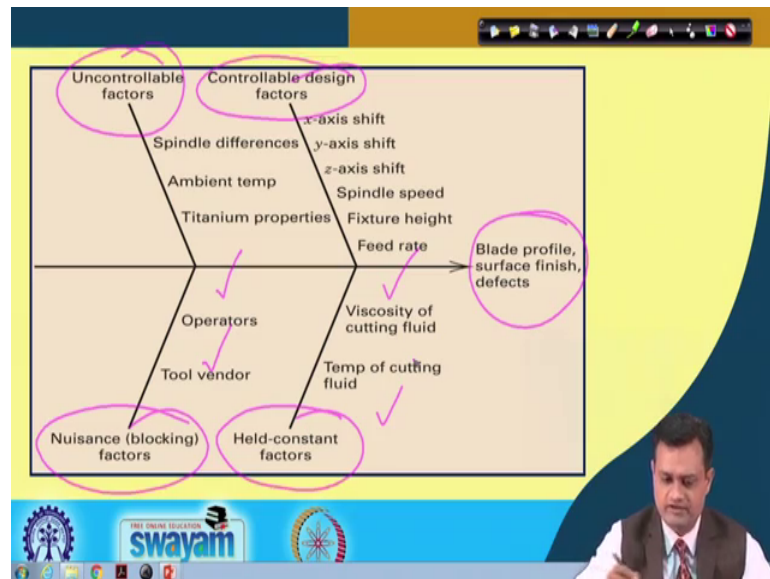 Uncontrollable
factors
Controllable design
factors
x-axis shift
Spindle differences
y-axis shift
z-axis shift
Ambient temp
Spindle speed
Titanium properties
Fixture height
Feed rate
Blade profile,
surface finish,
defects
Operators
Viscosity of
cutting fluid
Tool vendor
Temp of cutting
fluid
Nuisance (blocking)
factors
Held-constant
factors
FREE ONLINE EDUCATION
swayam